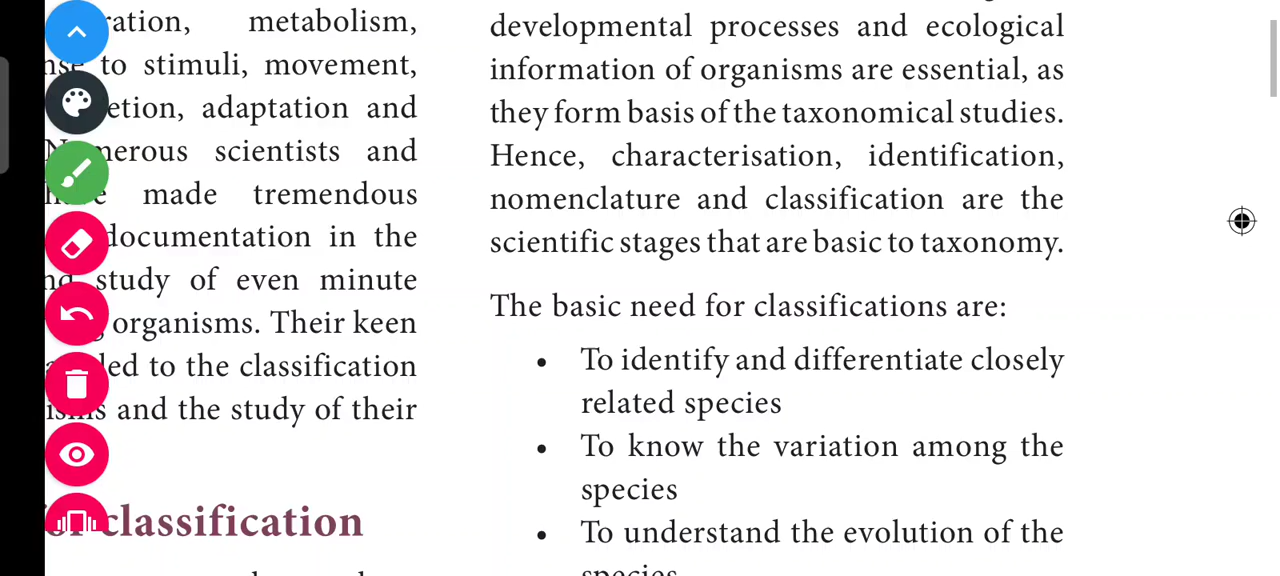 ration, metabolism,
to stimuli, movement,
etion, adaptation and
Numerous scientists and
made tremendous
documentation in the
study of even minute
organisms. Their keen
led to the classification
and the study of their
classification
developmental processes and ecological
information of organisms are essential, as
they form basis of the taxonomical studies.
Hence, characterisation, identification,
nomenclature and classification are the
scientific stages that are basic to taxonomy.
The basic need for classifications are:
• To identify and differentiate closely
related species
• To know the variation among the
species
• To understand the evolution of the
species